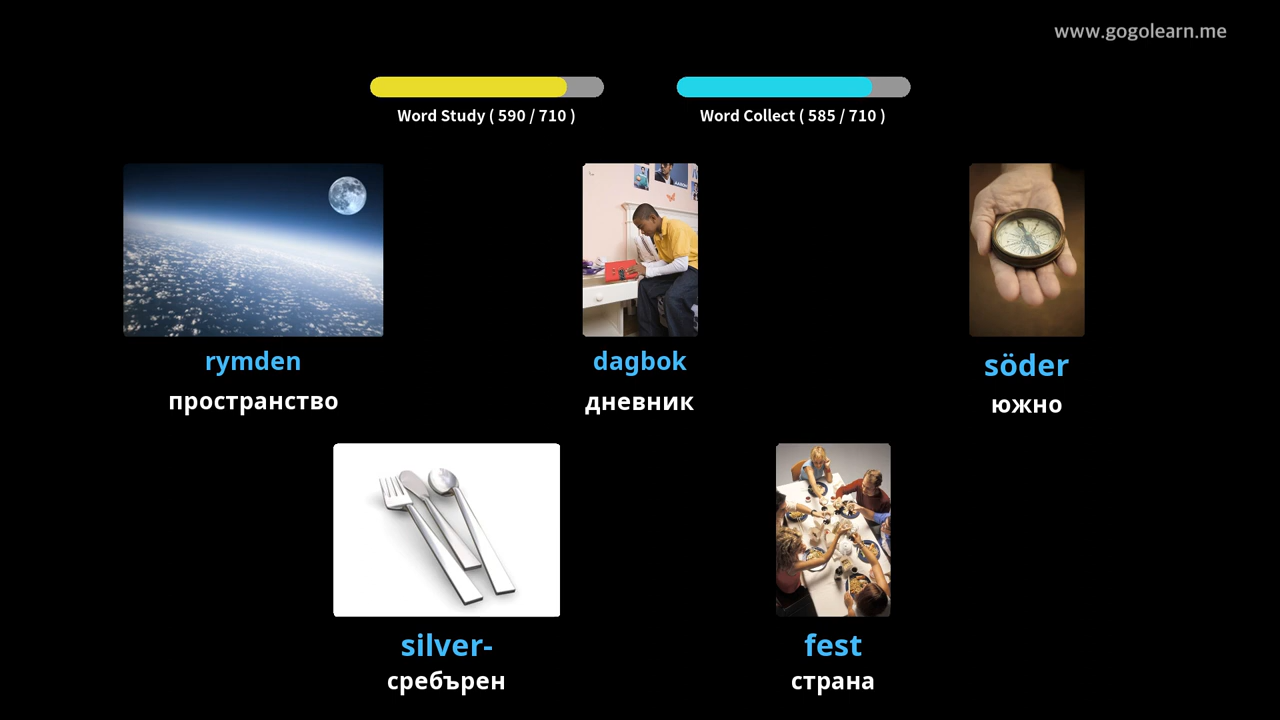 www.gogolearn.me
Word Study ( 590 / 710 )
Word Collect ( 585 / 710 )
rymden
пространство
dagbok
дневник
söder
южно
silver-
сребърен
fest
страна